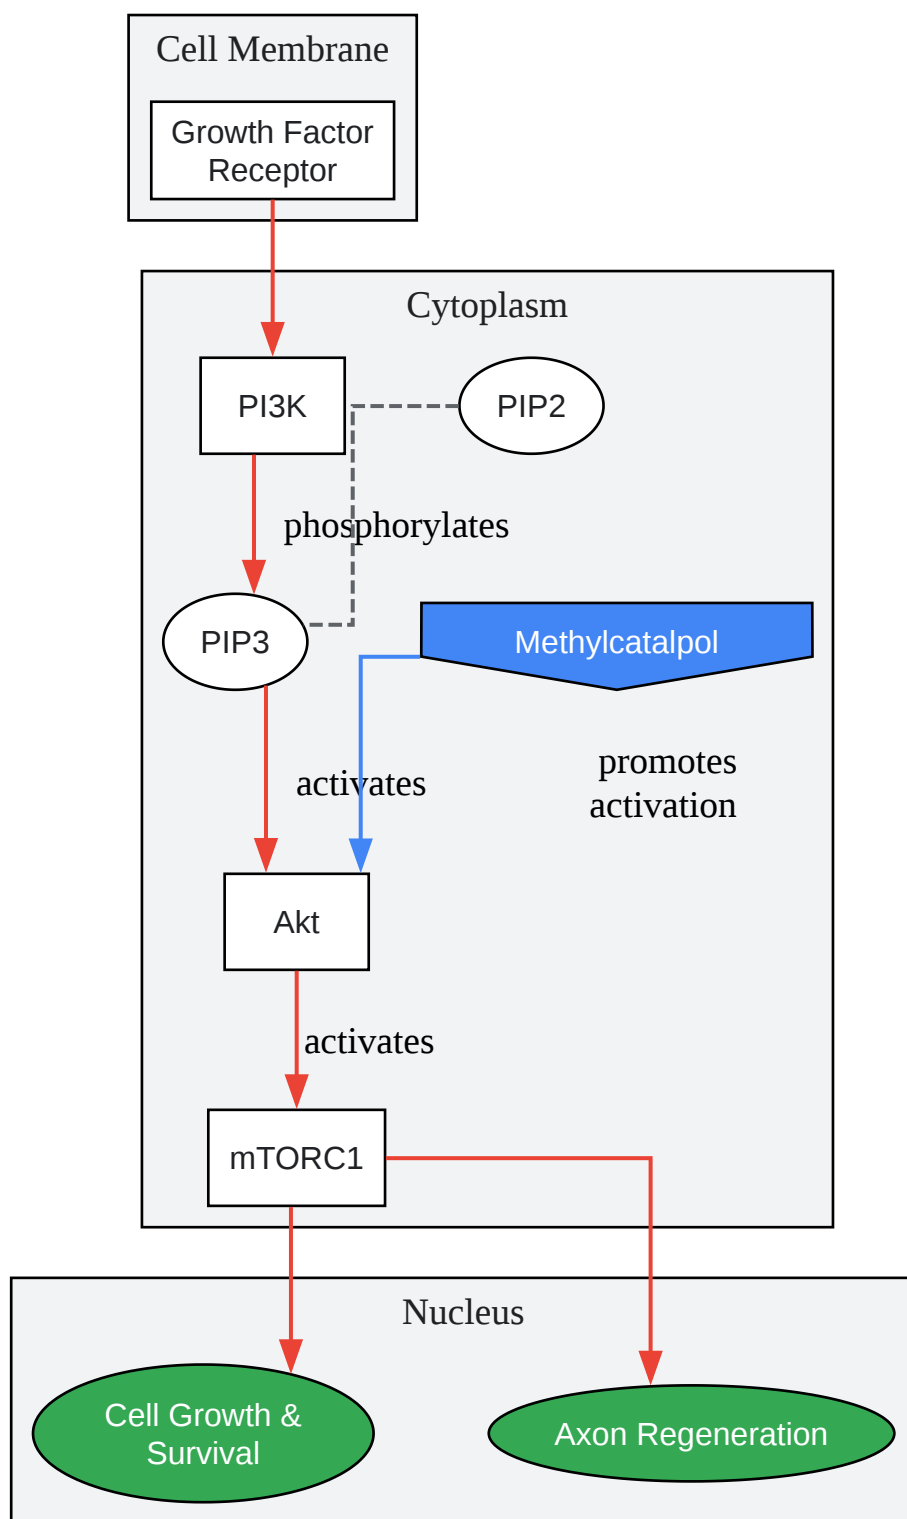 Cell Membrane
Growth Factor
Receptor
Cytoplasm
PI3K
PIP2
phosphorylates
PIP3
Methylcatalpol
activates
promotes
activation
Akt
activates
mTORC1
Nucleus
Cell Growth &
Survival
Axon Regeneration